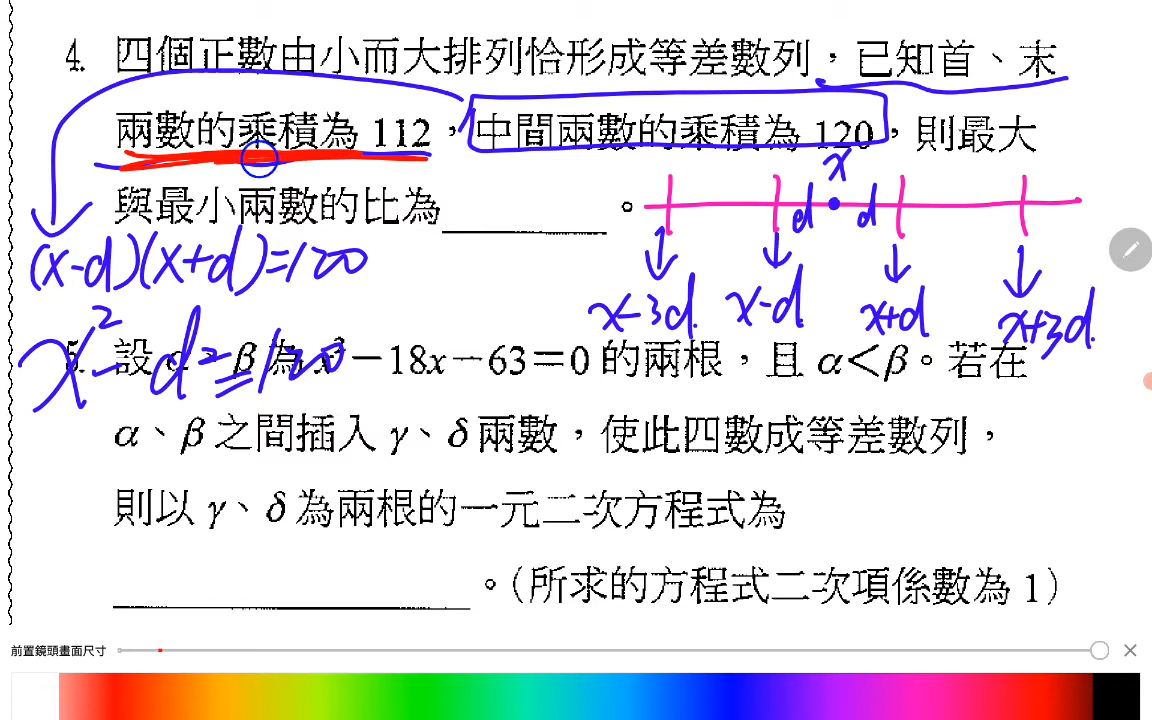 4. 四個正數由小而大排列恰形成等差數列，已知首、末
兩數的乘積為 112，中間兩數的乘積為 120，則最大
與最小兩數的比為______。
x
d d
x-3d x-d x+d x+3d
(x-d)(x+d)=120
x²-d²=120
5. 設 α、β 為 x²－18x－63＝0 的兩根，且 α＜β。若在
α、β 之間插入 γ、δ 兩數，使此四數成等差數列，
則以 γ、δ 為兩根的一元二次方程式為
______。(所求的方程式二次項係數為 1)
前置鏡頭畫面尺寸